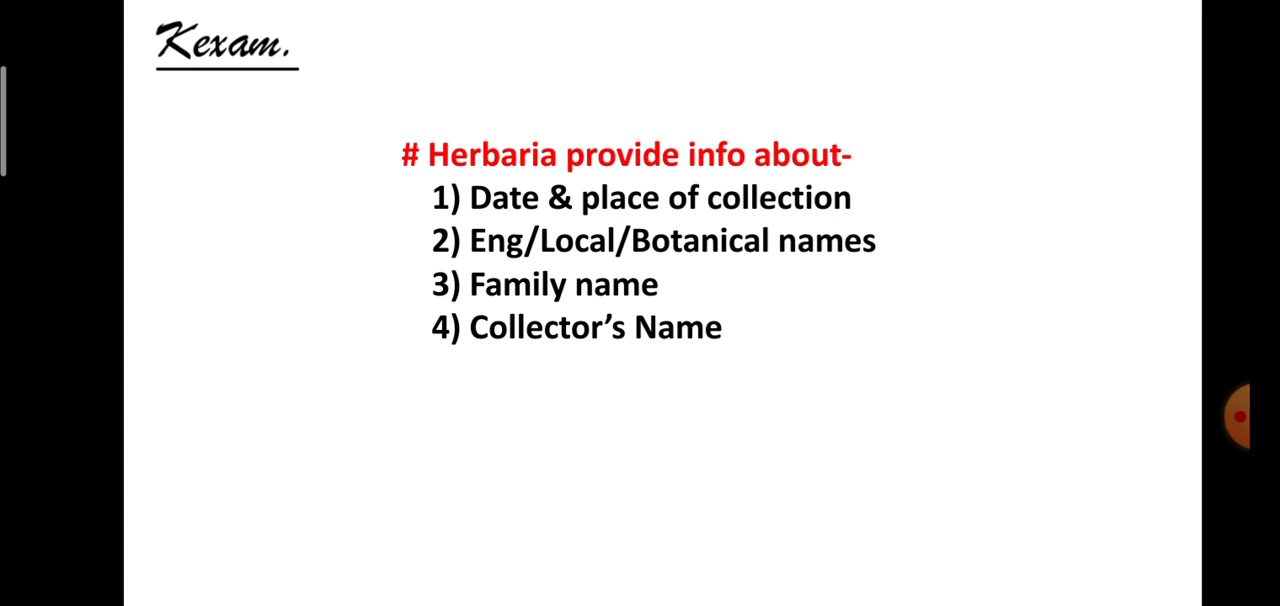 Kexam.
# Herbaria provide info about-
1) Date & place of collection
2) Eng/Local/Botanical names
3) Family name
4) Collector’s Name